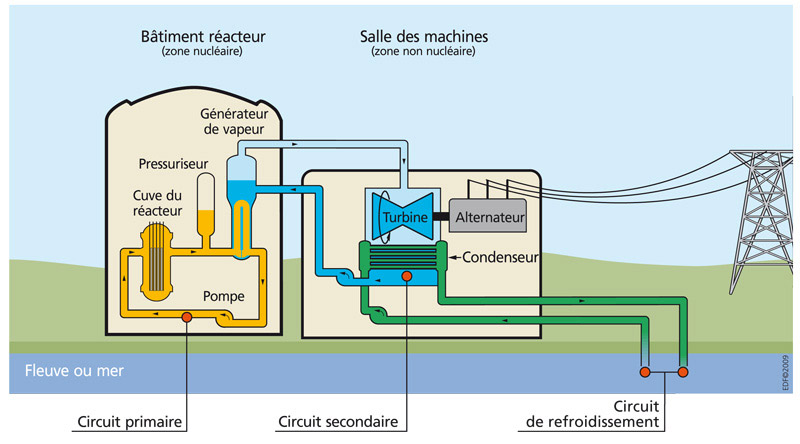 Bâtiment réacteur
(zone nucléaire)
Salle des machines
(zone non nucléaire)
Générateur
de vapeur
Pressuriseur
Cuve du
réacteur
Turbine
Alternateur
Condenseur
Pompe
Fleuve ou mer
EDF©2009
Circuit primaire
Circuit secondaire
Circuit
de refroidissement